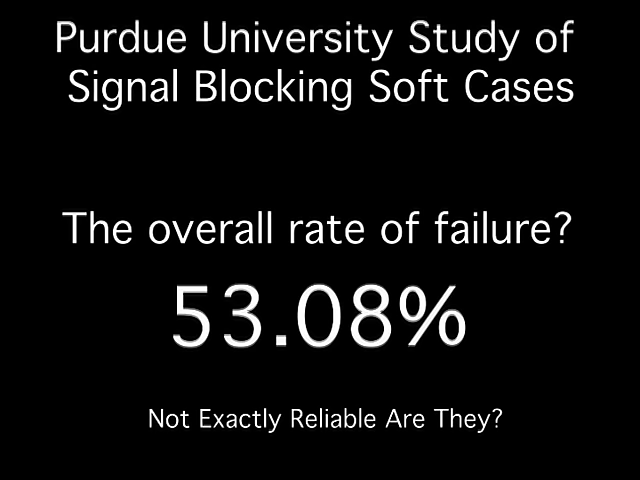 Purdue University Study of
Signal Blocking Soft Cases
The overall rate of failure?
53.08%
Not Exactly Reliable Are They?